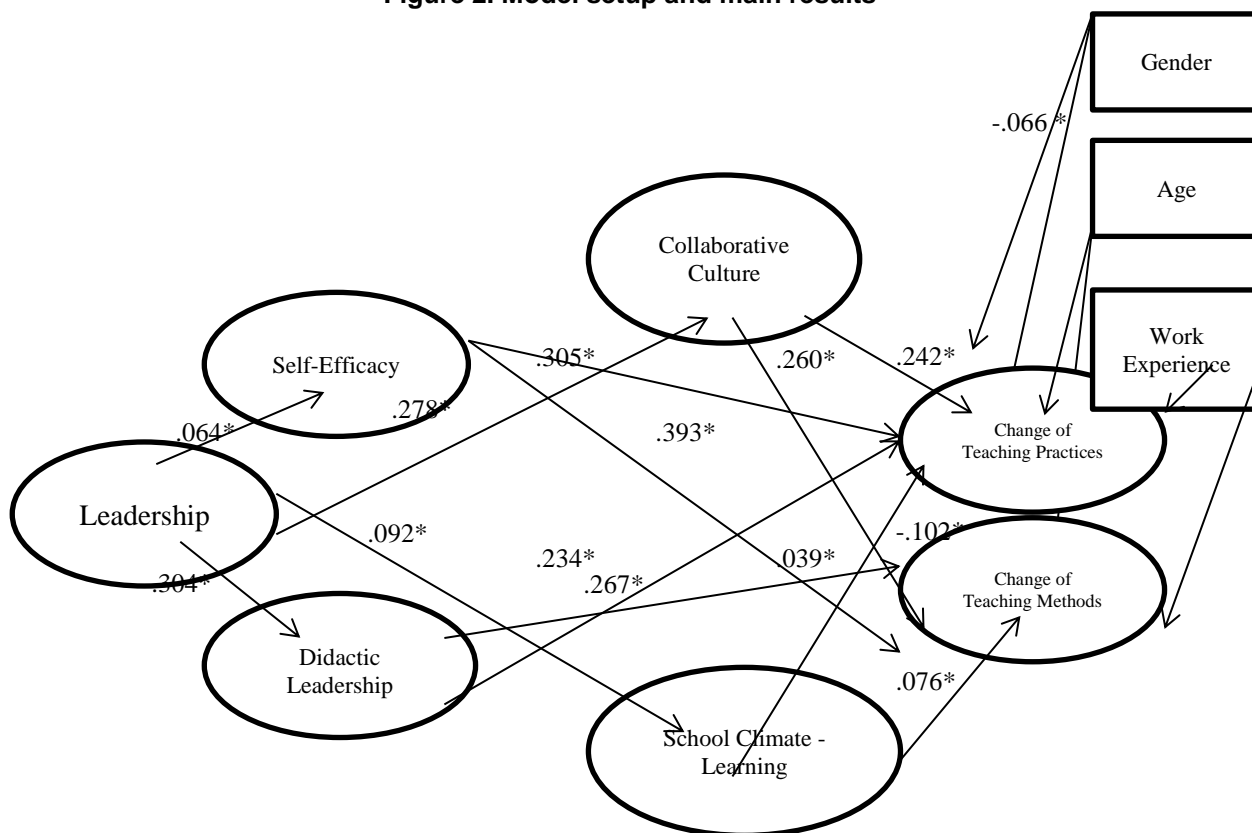 Figure 2. Model setup and main results
Gender
-.066 *
Age
Collaborative
Culture
Work
Experience
Self-Efficacy
.305*
.260*
.242*
.278*
.064*
.393*
Change of
Teaching Practices
Leadership
.092*
-.102*
.234*
.039*
.304*
.267*
Change of
Teaching Methods
Didactic
Leadership
.076*
School Climate -
Learning